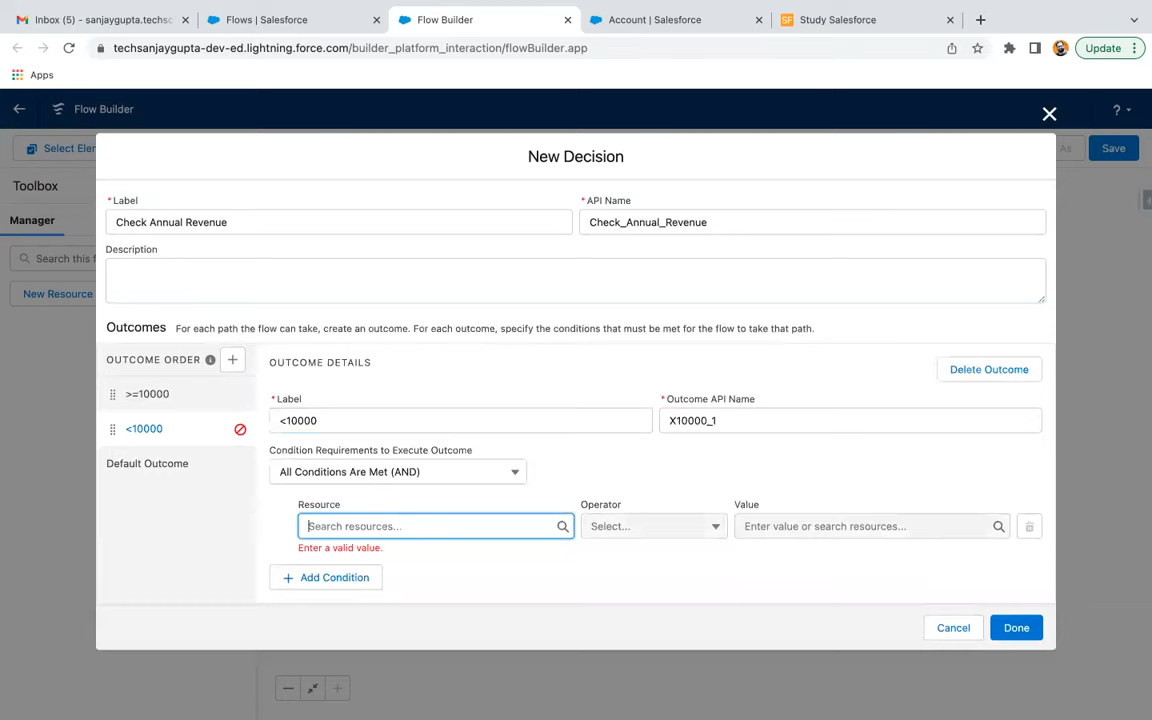 Inbox (5) - sanjaygupta.techsc
Flows | Salesforce
Flow Builder
Account | Salesforce
SF Study Salesforce
techsanjaygupta-dev-ed.lightning.force.com/builder_platform_interaction/flowBuilder.app
Update
Apps
Flow Builder
?
Select Elem
As
Save
New Decision
Toolbox
Manager
Search this f
New Resource
* Label
* API Name
Check Annual Revenue
Check_Annual_Revenue
Description
Outcomes For each path the flow can take, create an outcome. For each outcome, specify the conditions that must be met for the flow to take that path.
OUTCOME ORDER
OUTCOME DETAILS
Delete Outcome
>=10000
<10000
Default Outcome
* Label
* Outcome API Name
<10000
X10000_1
Condition Requirements to Execute Outcome
All Conditions Are Met (AND)
Resource
Operator
Value
Search resources...
Select...
Enter value or search resources...
Enter a valid value.
+ Add Condition
Cancel
Done